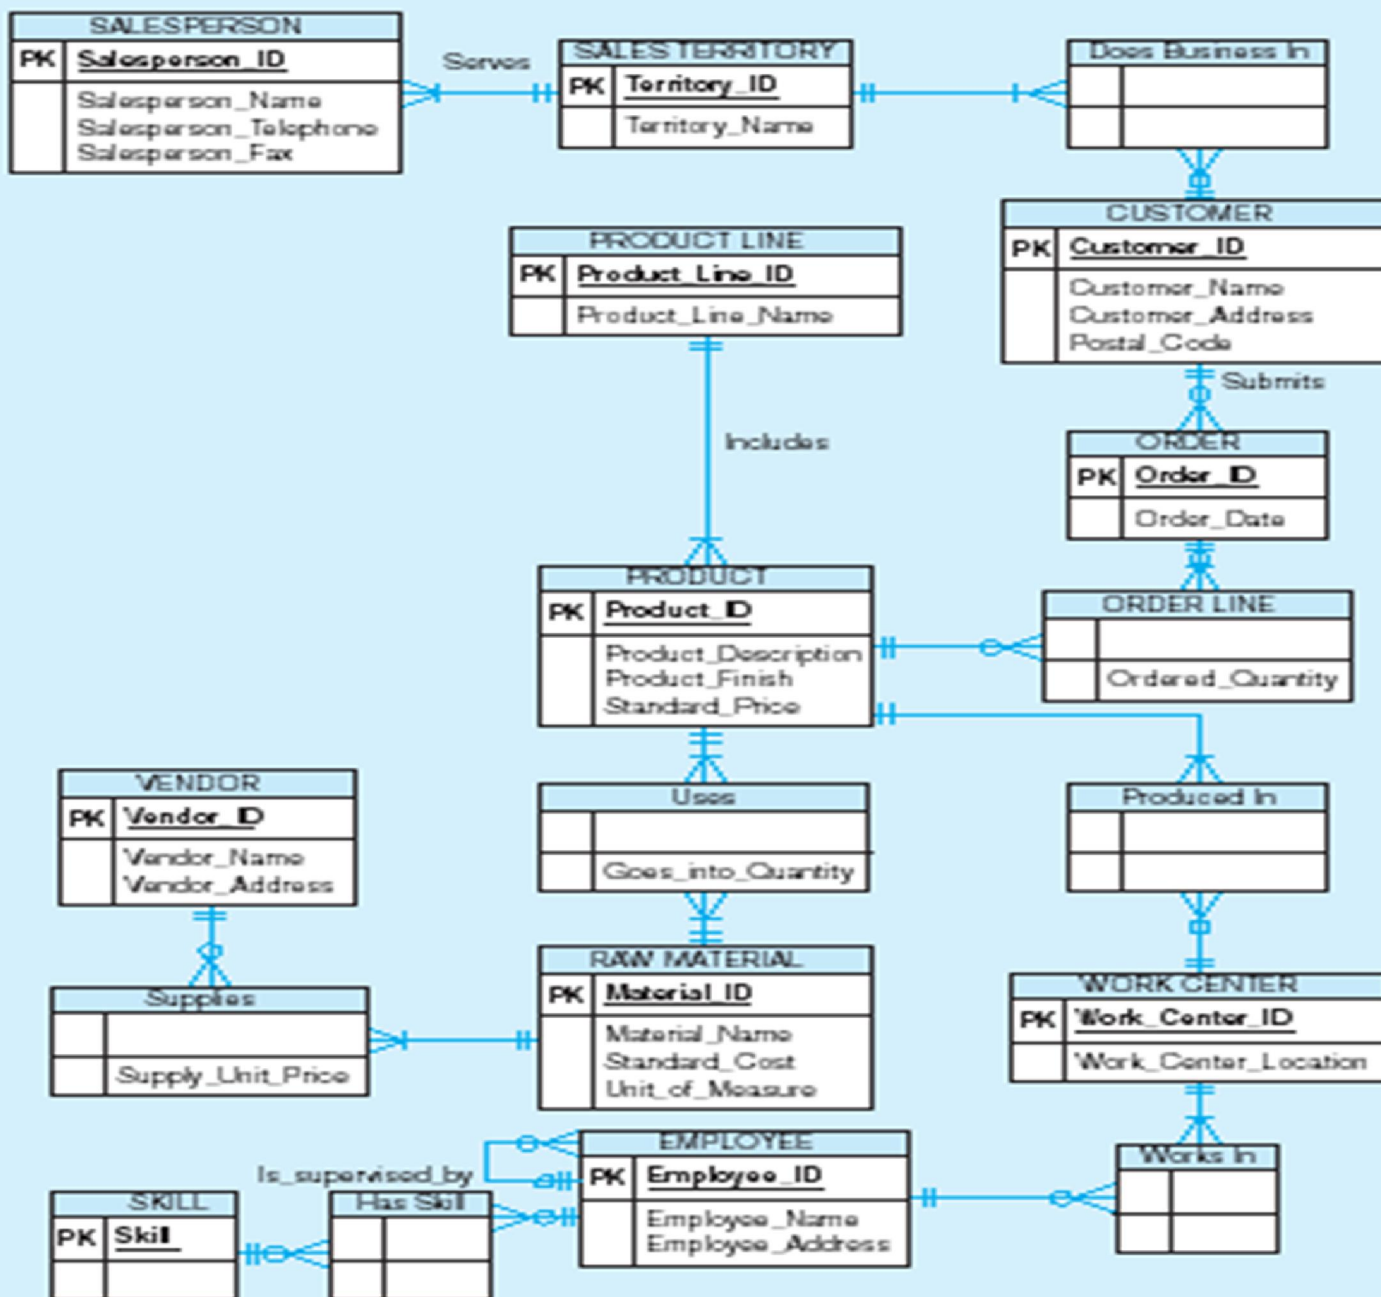 SALESPERSON
PK Salesperson_ID
Salesperson_Name
Salesperson_Telephone
Salesperson_Fax
Serves
SALES TERRITORY
PK Territory_ID
Territory_Name
Does Business In
PRODUCT LINE
PK Product_Line_ID
Product_Line_Name
CUSTOMER
PK Customer_ID
Customer_Name
Customer_Address
Postal_Code
Submits
Includes
ORDER
PK Order_ID
Order_Date
PRODUCT
PK Product_ID
Product_Description
Product_Finish
Standard_Price
ORDER LINE
Ordered_Quantity
VENDOR
PK Vendor_ID
Vendor_Name
Vendor_Address
Uses
Goes_into_Quantity
Produced In
Supplies
Supply_Unit_Price
RAW MATERIAL
PK Material_ID
Material_Name
Standard_Cost
Unit_of_Measure
WORK CENTER
PK Work_Center_ID
Work_Center_Location
Is_supervised_by
EMPLOYEE
PK Employee_ID
Employee_Name
Employee_Address
Works In
SKILL
PK Skill
Has Skill